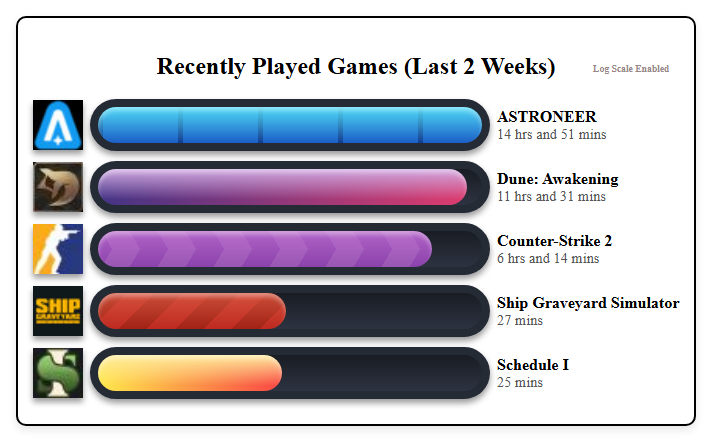 Recently Played Games (Last 2 Weeks)
Log Scale Enabled
ASTRONEER
14 hrs and 51 mins
Dune: Awakening
11 hrs and 31 mins
Counter-Strike 2
6 hrs and 14 mins
SHIP
GRAVEYARD
Ship Graveyard Simulator
27 mins
Schedule I
25 mins